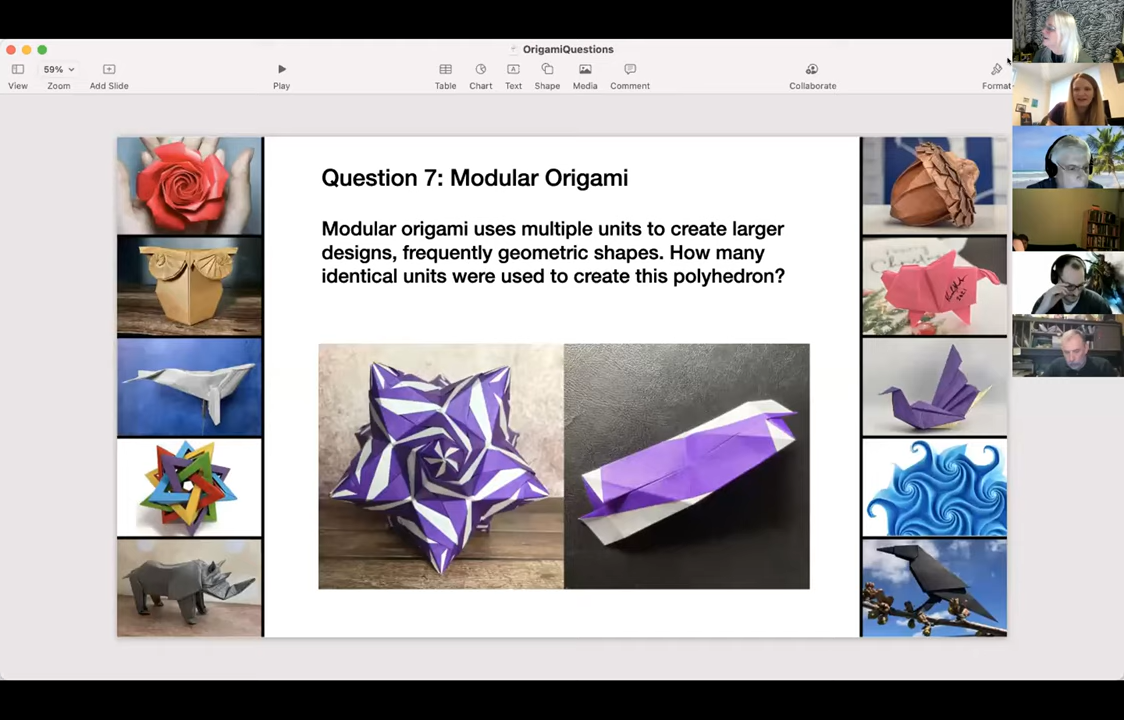 OrigamiQuestions
59%
View
Zoom
Add Slide
Play
Table
Chart
Text
Shape
Media
Comment
Collaborate
Format
Question 7: Modular Origami
Modular origami uses multiple units to create larger
designs, frequently geometric shapes. How many
identical units were used to create this polyhedron?